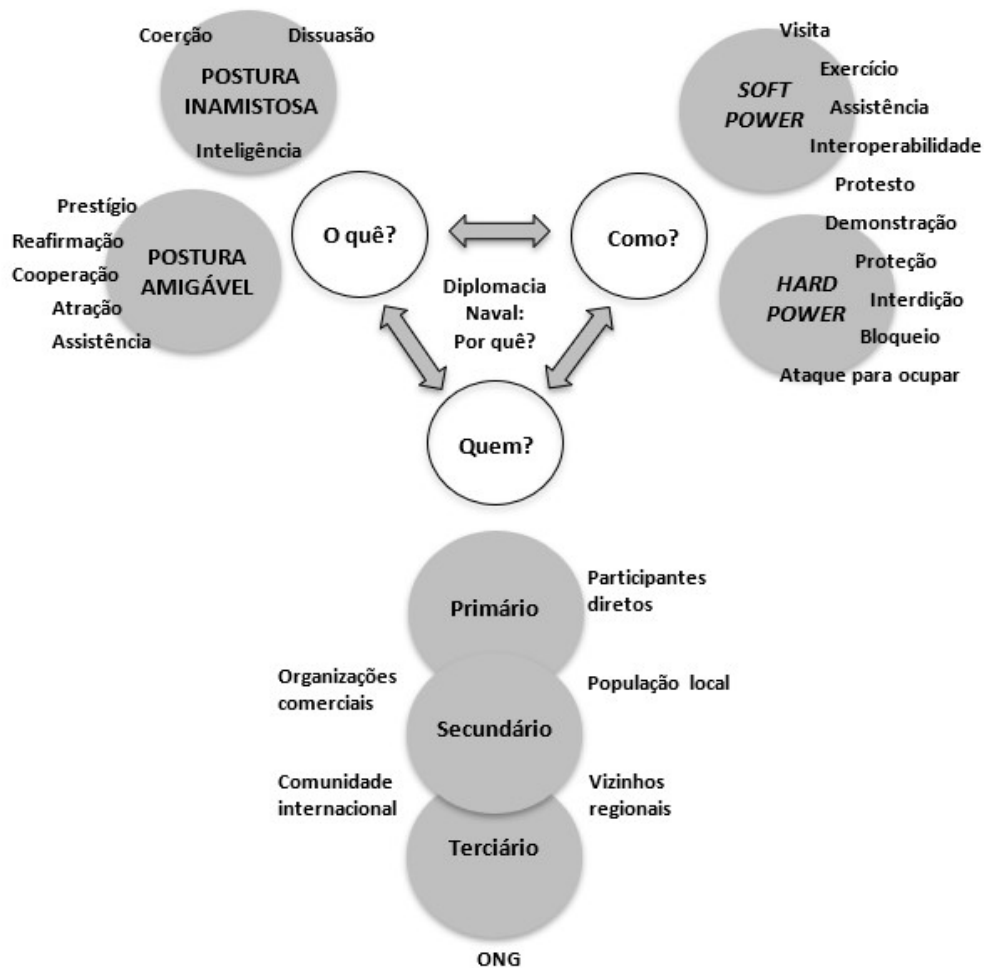 Coerção
Dissuasão
POSTURA
INAMISTOSA
Inteligência
Prestígio
Reafirmação
Cooperação
Atração
Assistência
POSTURA
AMIGÁVEL
O quê?
Diplomacia
Naval:
Por quê?
Como?
Visita
Exercício
Assistência
Interoperabilidade
Protesto
Demonstração
Proteção
Interdição
Bloqueio
Ataque para ocupar
SOFT
POWER
HARD
POWER
Quem?
Primário
Participantes
diretos
Organizações
comerciais
População local
Secundário
Comunidade
internacional
Vizinhos
regionais
Terciário
ONG